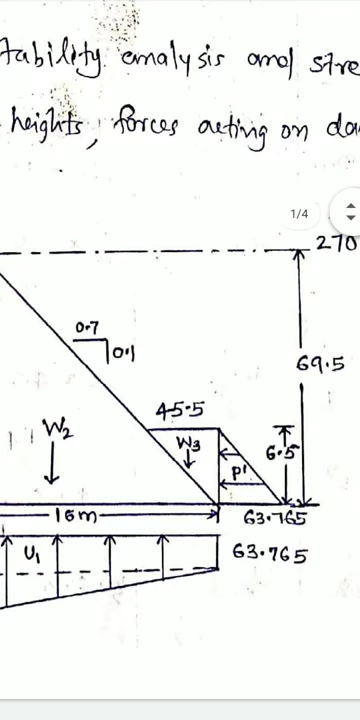 tability analysis and stre
heights, forces acting on da
1/4
270
0.7
0.1
69.5
45.5
W2
W3
6.5
P'
16m
63.765
U1
63.765